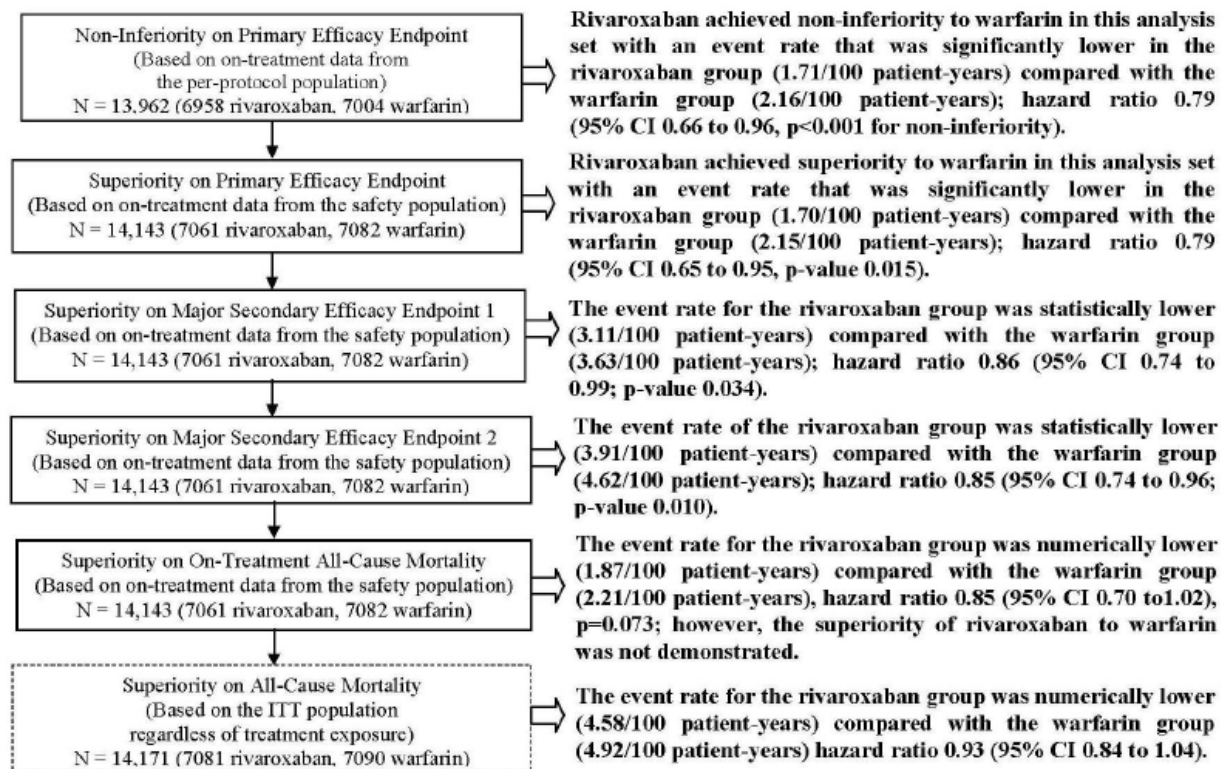 Non-Inferiority on Primary Efficacy Endpoint
(Based on on-treatment data from
the per-protocol population)
N = 13,962 (6958 rivaroxaban, 7004 warfarin)
Rivaroxaban achieved non-inferiority to warfarin in this analysis
set with an event rate that was significantly lower in the
rivaroxaban group (1.71/100 patient-years) compared with the
warfarin group (2.16/100 patient-years); hazard ratio 0.79
(95% CI 0.66 to 0.96, p<0.001 for non-inferiority).
Superiority on Primary Efficacy Endpoint
(Based on on-treatment data from the safety population)
N = 14,143 (7061 rivaroxaban, 7082 warfarin)
Rivaroxaban achieved superiority to warfarin in this analysis set
with an event rate that was significantly lower in the
rivaroxaban group (1.70/100 patient-years) compared with the
warfarin group (2.15/100 patient-years); hazard ratio 0.79
(95% CI 0.65 to 0.95, p-value 0.015).
Superiority on Major Secondary Efficacy Endpoint 1
(Based on on-treatment data from the safety population)
N = 14,143 (7061 rivaroxaban, 7082 warfarin)
The event rate for the rivaroxaban group was statistically lower
(3.11/100 patient-years) compared with the warfarin group
(3.63/100 patient-years); hazard ratio 0.86 (95% CI 0.74 to
0.99; p-value 0.034).
Superiority on Major Secondary Efficacy Endpoint 2
(Based on on-treatment data from the safety population)
N = 14,143 (7061 rivaroxaban, 7082 warfarin)
The event rate of the rivaroxaban group was statistically lower
(3.91/100 patient-years) compared with the warfarin group
(4.62/100 patient-years); hazard ratio 0.85 (95% CI 0.74 to 0.96;
p-value 0.010).
Superiority on On-Treatment All-Cause Mortality
(Based on on-treatment data from the safety population)
N = 14,143 (7061 rivaroxaban, 7082 warfarin)
The event rate for the rivaroxaban group was numerically lower
(1.87/100 patient-years) compared with the warfarin group
(2.21/100 patient-years), hazard ratio 0.85 (95% CI 0.70 to1.02),
p=0.073; however, the superiority of rivaroxaban to warfarin
was not demonstrated.
Superiority on All-Cause Mortality
(Based on the ITT population
regardless of treatment exposure)
N = 14,171 (7081 rivaroxaban, 7090 warfarin)
The event rate for the rivaroxaban group was numerically lower
(4.58/100 patient-years) compared with the warfarin group
(4.92/100 patient-years) hazard ratio 0.93 (95% CI 0.84 to 1.04).